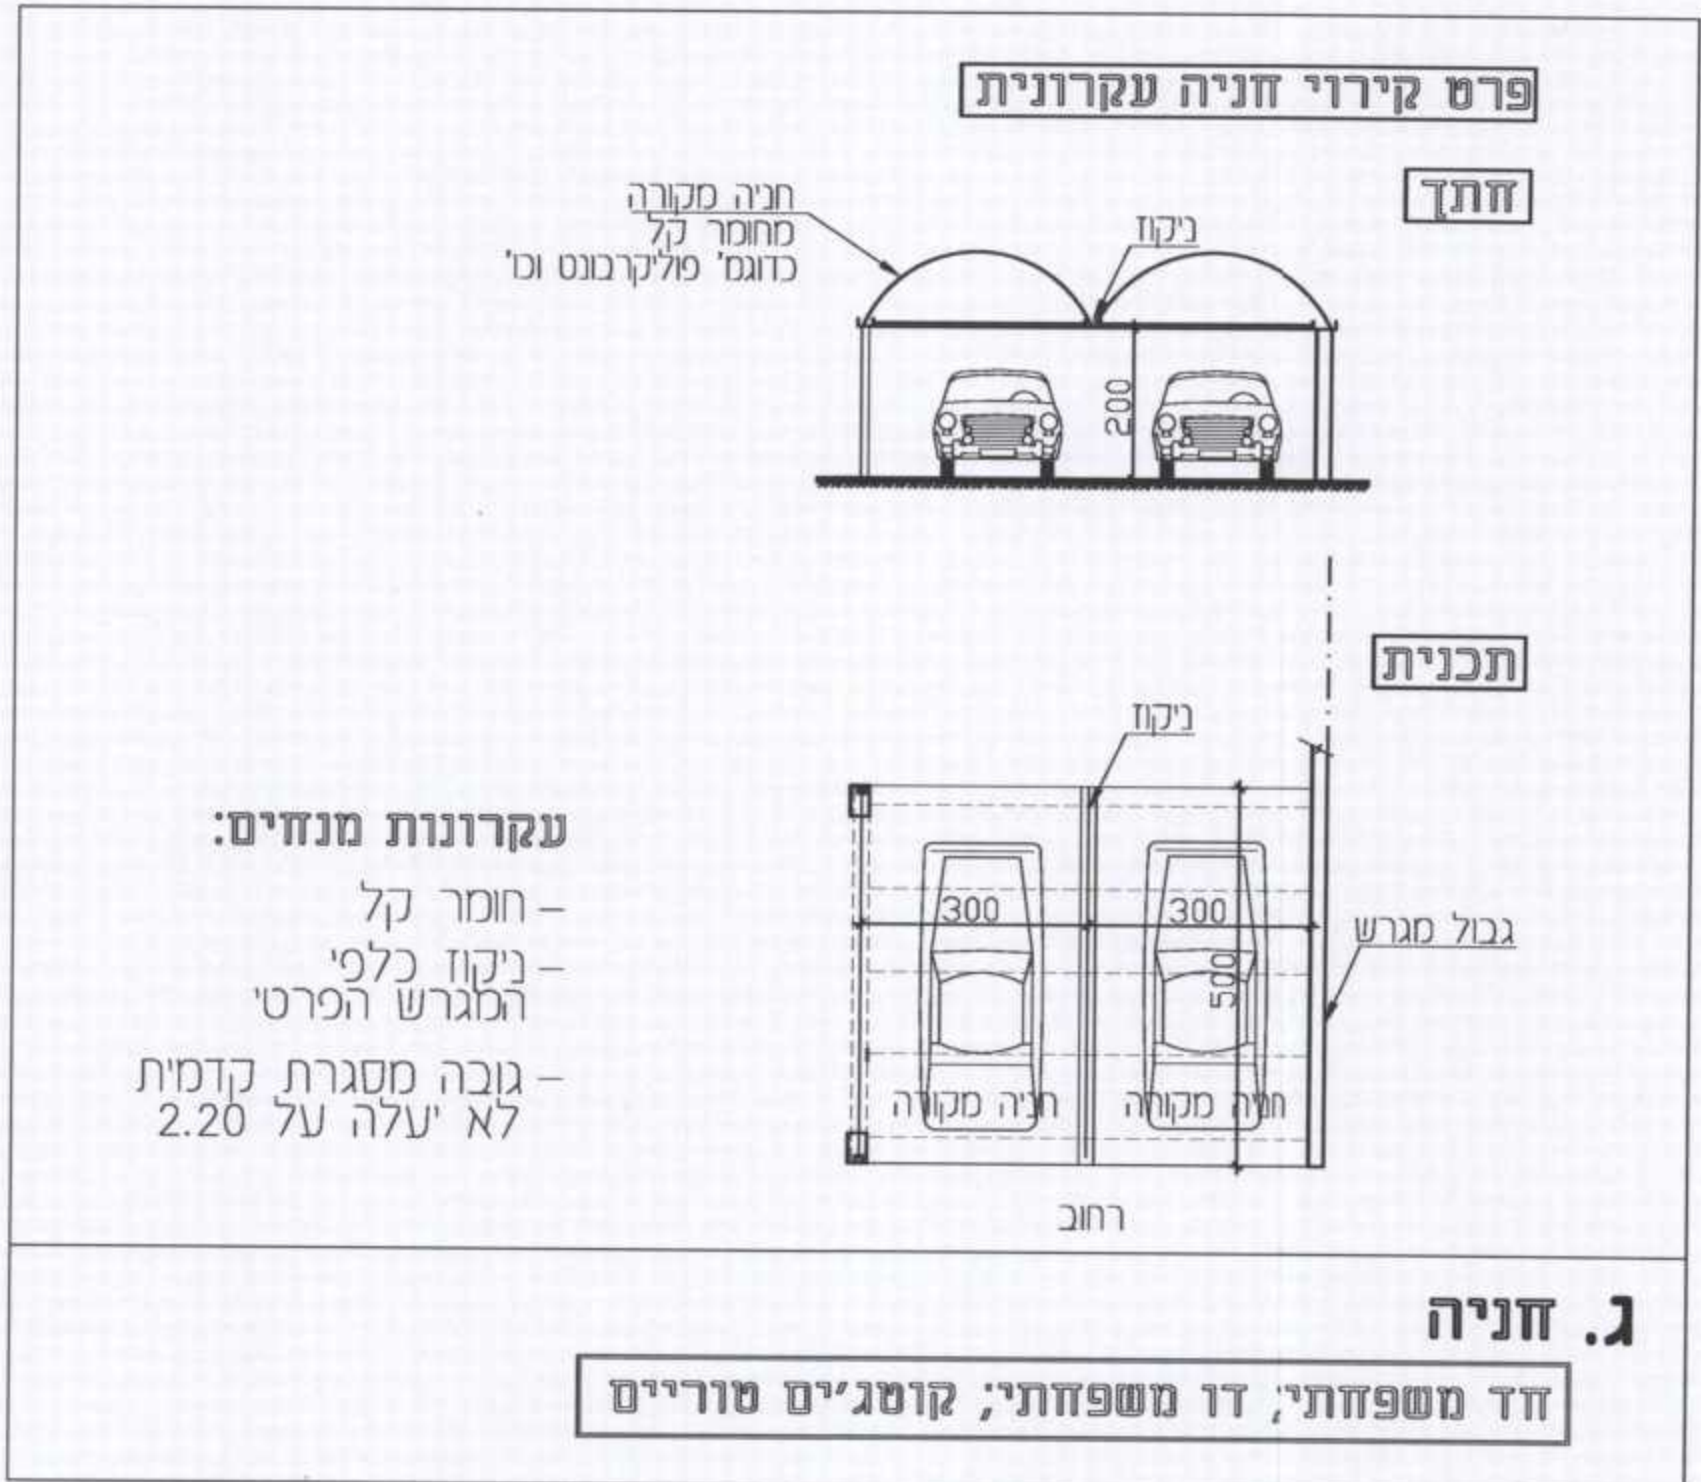 פרט קירוי חניה עקרונית
חתך
חניה מקורה
מחומר קל
כדוגמ' פוליקרבונט וכו'
ניקוז
200
תכנית
ניקוז
300
300
500
גבול מגרש
חניה מקורה
חניה מקורה
רחוב
עקרונות מנחים:
– חומר קל
– ניקוז כלפי
המגרש הפרטי
– גובה מסגרת קדמית
לא יעלה על 2.20
ג. חניה
חד משפחתי; דו משפחתי; קוטג'ים טוריים